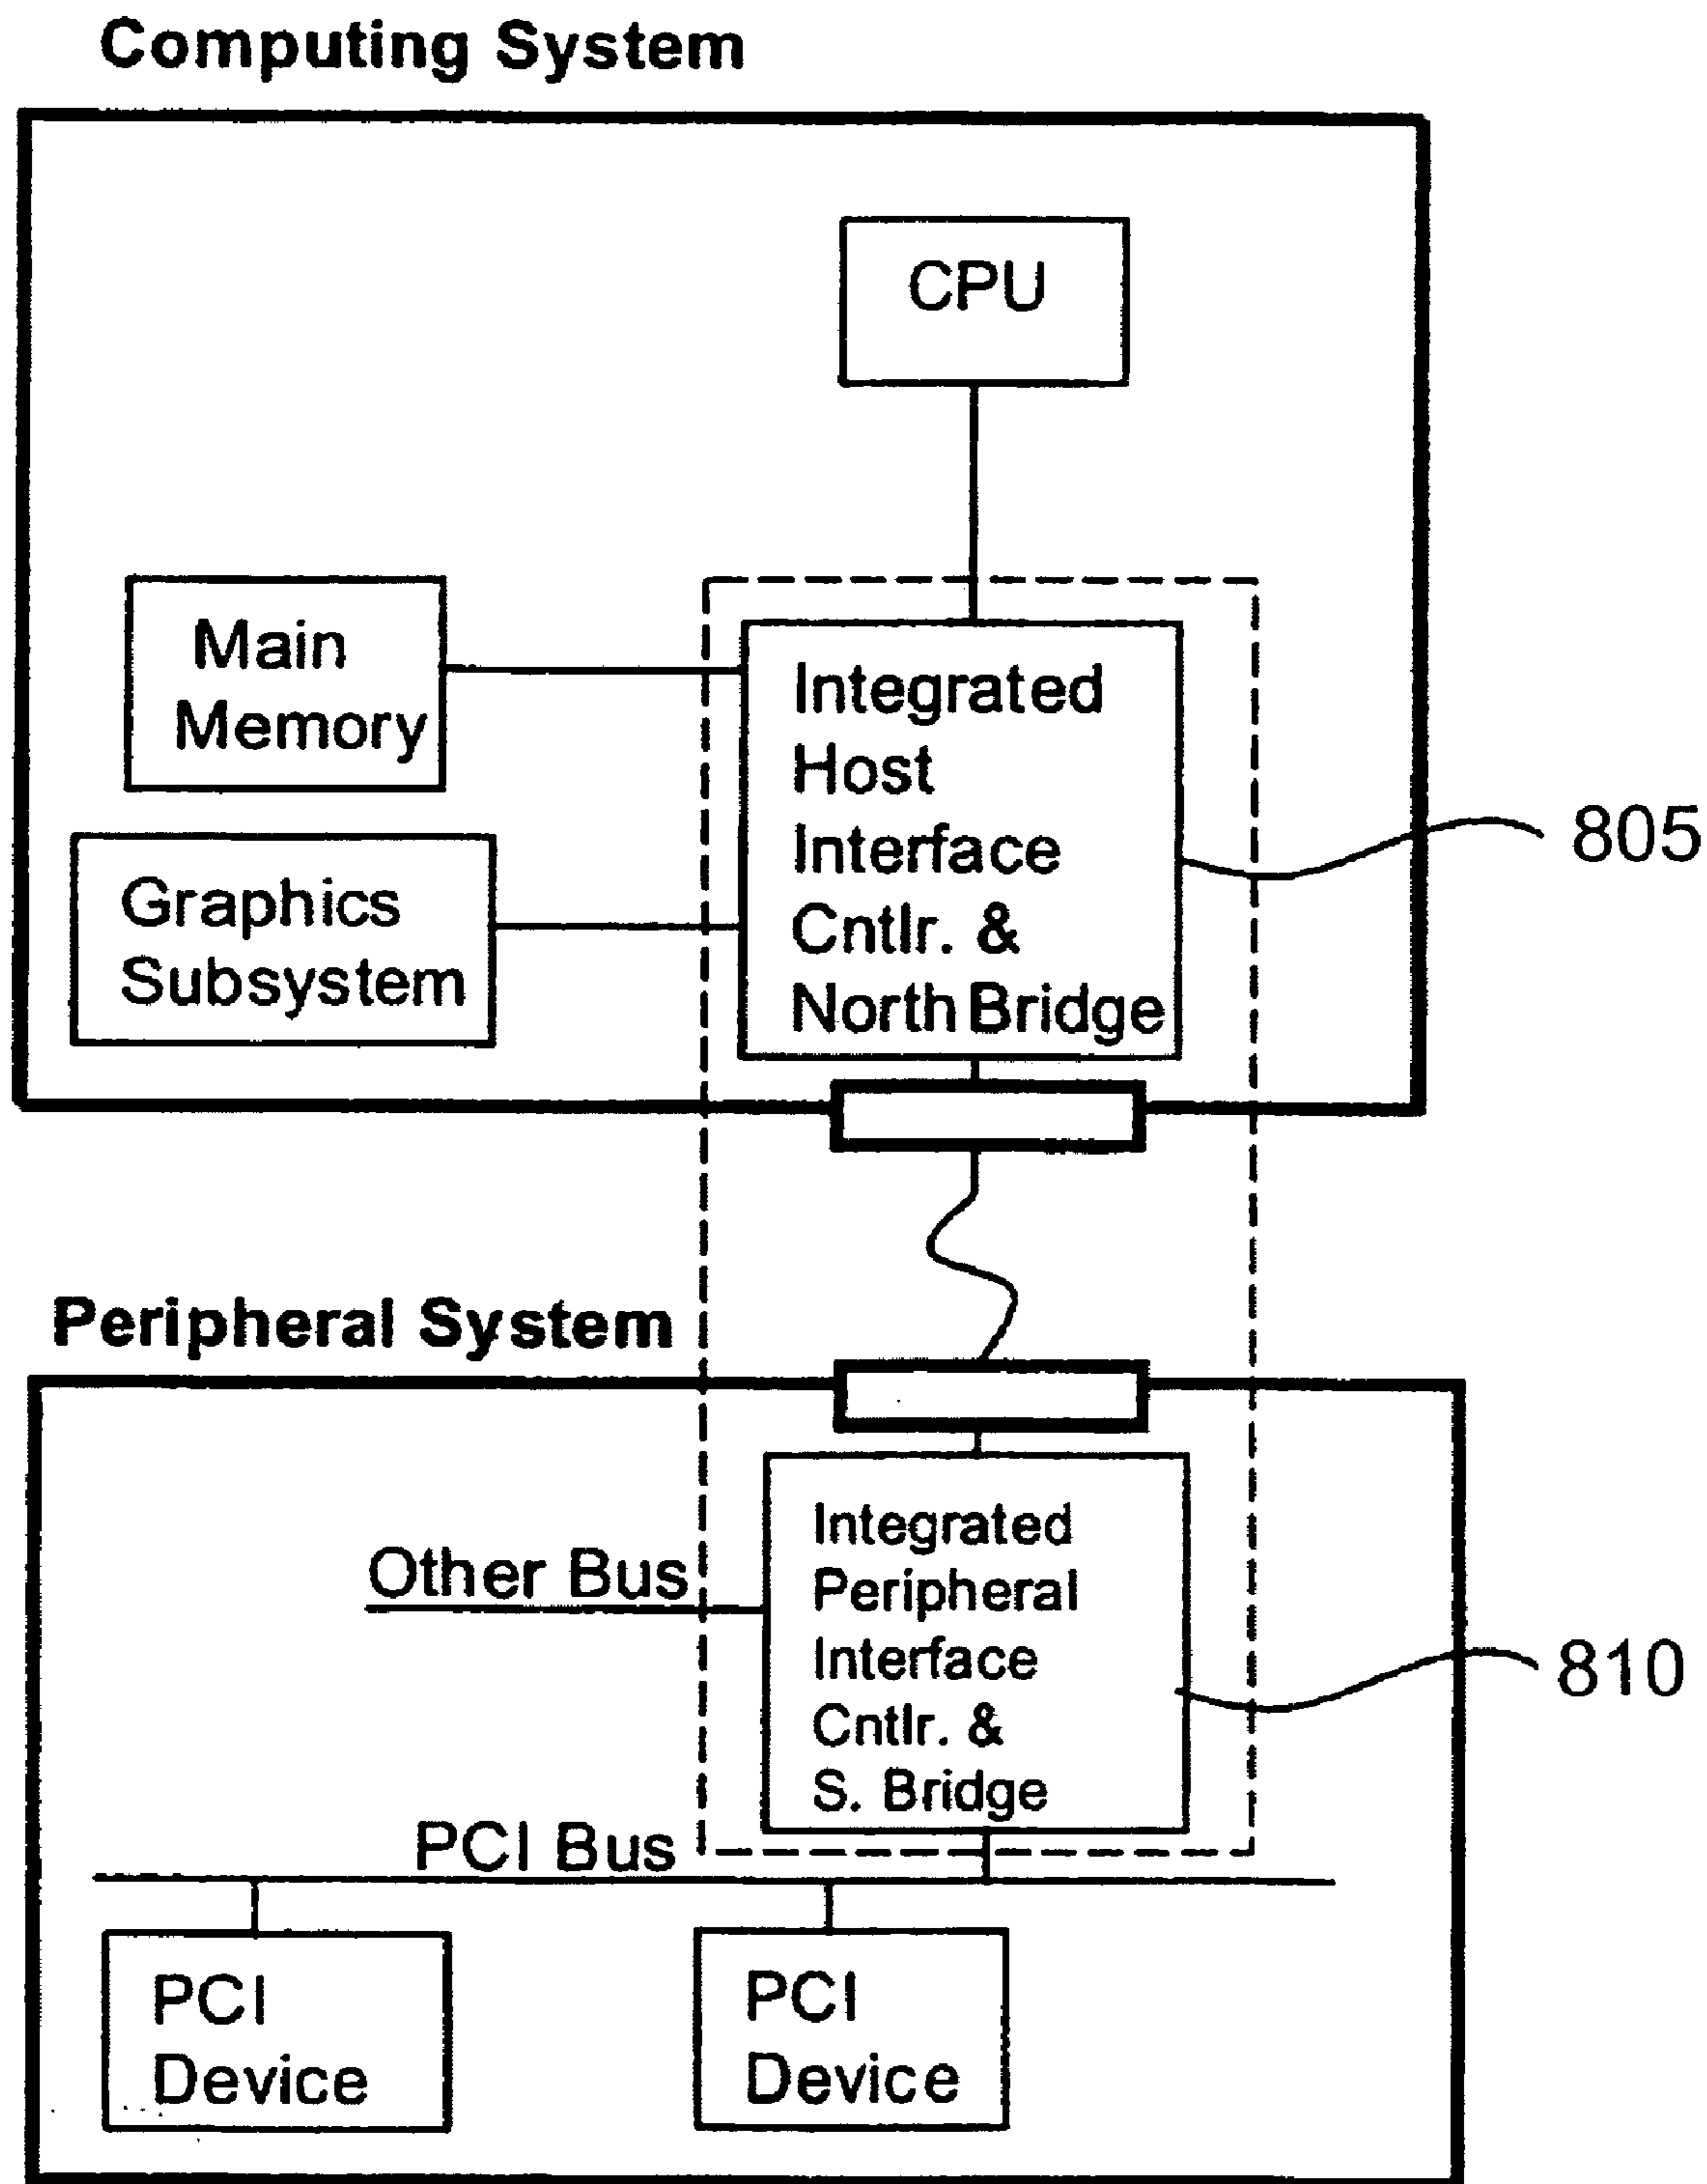 Computing System
CPU
Main
Memory
Graphics
Subsystem
Integrated
Host
Interface
Cntlr. &
North Bridge
805
Peripheral System
Other Bus
Integrated
Peripheral
Interface
Cntlr. &
S. Bridge
810
PCI Bus
PCI
Device
PCI
Device